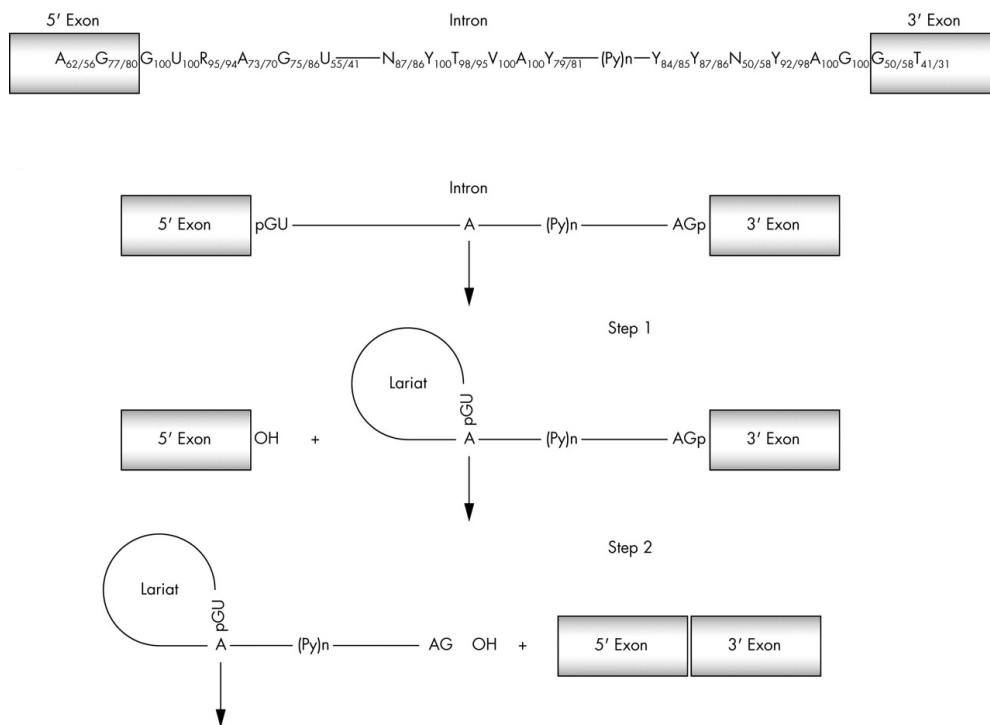 5′ Exon Intron 3′ Exon
A62/56G77/80G100U100R95/94A73/70G75/86U55/41 N87/86Y100T98/95V100A100Y79/81 (Py)n Y84/85Y87/86N50/58Y92/98A100G100G50/58T41/31
Intron
5′ Exon pGU A (Py)n AGp 3′ Exon
Step 1
Lariat
pGU
5′ Exon OH + A (Py)n AGp 3′ Exon
Step 2
Lariat
pGU
A (Py)n AG OH + 5′ Exon 3′ Exon